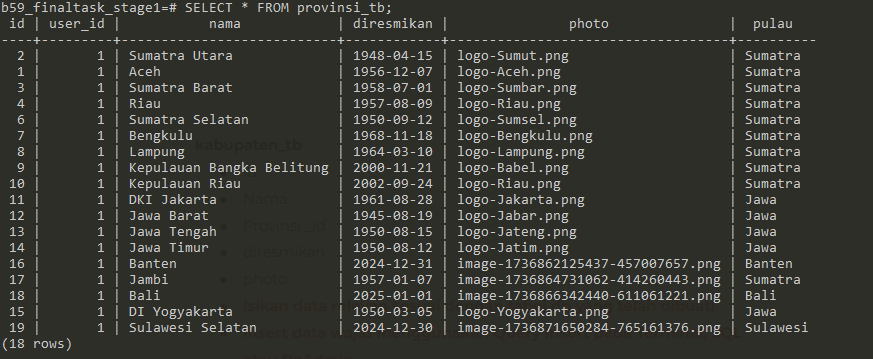 b59_finaltask_stage1=# SELECT * FROM provinsi_tb;
 id | user_id |           nama            | diresmikan |              photo               |  pulau
----+---------+---------------------------+------------+----------------------------------+----------
  2 |       1 | Sumatra Utara             | 1948-04-15 | logo-Sumut.png                   | Sumatra
  1 |       1 | Aceh                      | 1956-12-07 | logo-Aceh.png                    | Sumatra
  3 |       1 | Sumatra Barat             | 1958-07-01 | logo-Sumbar.png                  | Sumatra
  4 |       1 | Riau                      | 1957-08-09 | logo-Riau.png                    | Sumatra
  6 |       1 | Sumatra Selatan           | 1950-09-12 | logo-Sumsel.png                  | Sumatra
  7 |       1 | Bengkulu                  | 1968-11-18 | logo-Bengkulu.png                | Sumatra
  8 |       1 | Lampung                   | 1964-03-10 | logo-Lampung.png                 | Sumatra
  9 |       1 | Kepulauan Bangka Belitung | 2000-11-21 | logo-Babel.png                   | Sumatra
 10 |       1 | Kepulauan Riau            | 2002-09-24 | logo-Riau.png                    | Sumatra
 11 |       1 | DKI Jakarta               | 1961-08-28 | logo-Jakarta.png                 | Jawa
 12 |       1 | Jawa Barat                | 1945-08-19 | logo-Jabar.png                   | Jawa
 13 |       1 | Jawa Tengah               | 1950-08-15 | logo-Jateng.png                  | Jawa
 14 |       1 | Jawa Timur                | 1950-08-12 | logo-Jatim.png                   | Jawa
 16 |       1 | Banten                    | 2024-12-31 | image-1736862125437-457007657.png | Banten
 17 |       1 | Jambi                     | 1957-01-07 | image-1736864731062-414260443.png | Sumatra
 18 |       1 | Bali                      | 2025-01-01 | image-1736866342440-611061221.png | Bali
 15 |       1 | DI Yogyakarta             | 1950-03-05 | logo-Yogyakarta.png              | Jawa
 19 |       1 | Sulawesi Selatan          | 2024-12-30 | image-1736871650284-765161376.png | Sulawesi
(18 rows)
kabupaten_tb
Nama
Provinsi_id
diresmikan
photo